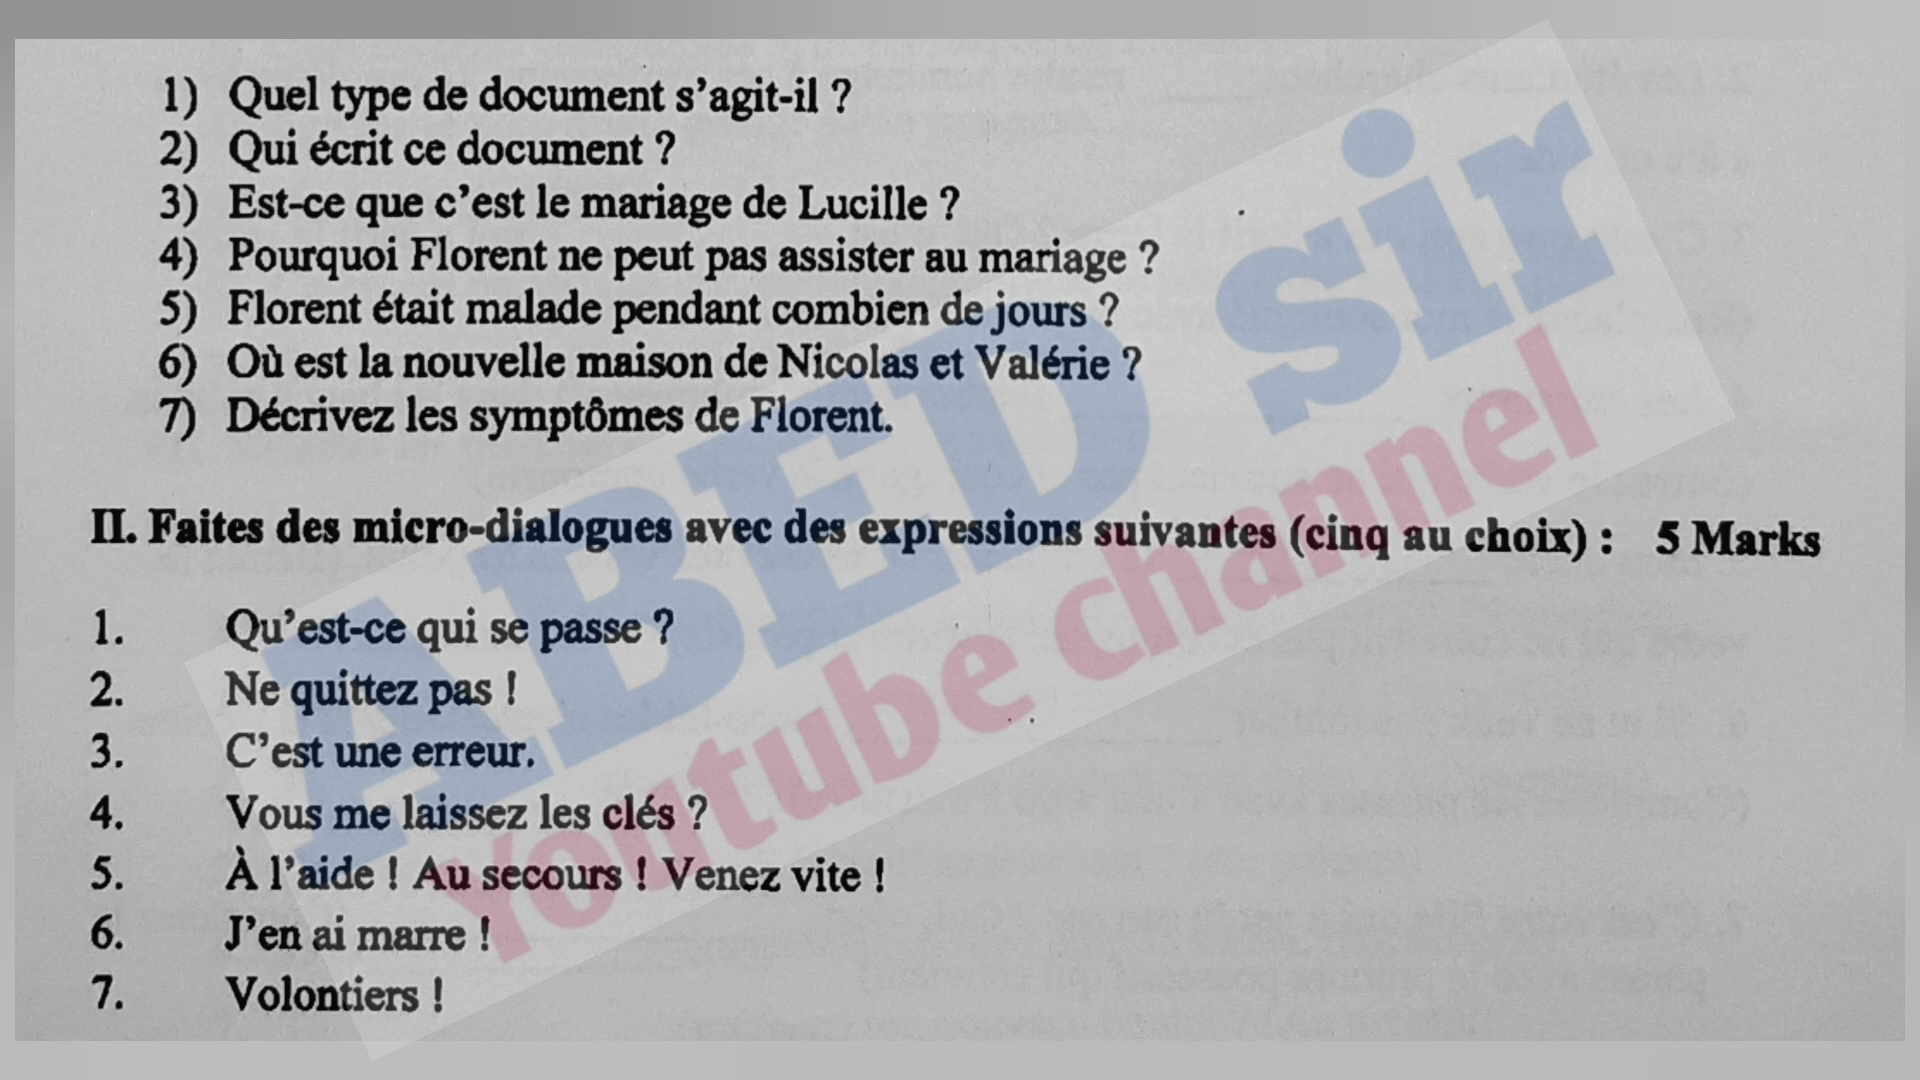 1) Quel type de document s'agit-il ?
2) Qui écrit ce document ?
3) Est-ce que c'est le mariage de Lucille ?
4) Pourquoi Florent ne peut pas assister au mariage ?
5) Florent était malade pendant combien de jours ?
6) Où est la nouvelle maison de Nicolas et Valérie ?
7) Décrivez les symptômes de Florent.
II. Faites des micro-dialogues avec des expressions suivantes (cinq au choix) : 5 Marks
1. Qu'est-ce qui se passe ?
2. Ne quittez pas !
3. C'est une erreur.
4. Vous me laissez les clés ?
5. À l'aide ! Au secours ! Venez vite !
6. J'en ai marre !
7. Volontiers !
ABED sir
Youtube channel